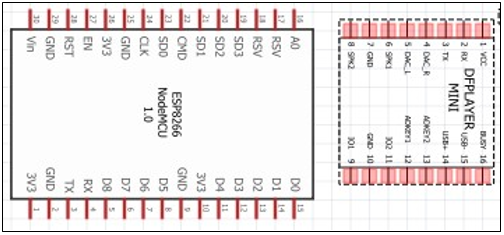 30 29 28 27 26 25 24 23 22 21 20 19 18 17 16
Vin GND RST EN 3V3 GND CLK SD0 CMD SD1 SD2 SD3 RSV RSV A0
ESP8266
NodeMCU
1.0
3V3 GND TX RX D8 D7 D6 D5 GND 3V3 D4 D3 D2 D1 D0
1 2 3 4 5 6 7 8 9 10 11 12 13 14 15
8 SPK2 7 GND 6 SPK1 5 DAC_L 4 DAC_R 3 TX 2 RX 1 VCC
DFPLAYER
MINI
IO1 9 GND 10 IO2 11 ADKEY1 12 ADKEY2 13 USB+ 14 USB- 15 BUSY 16